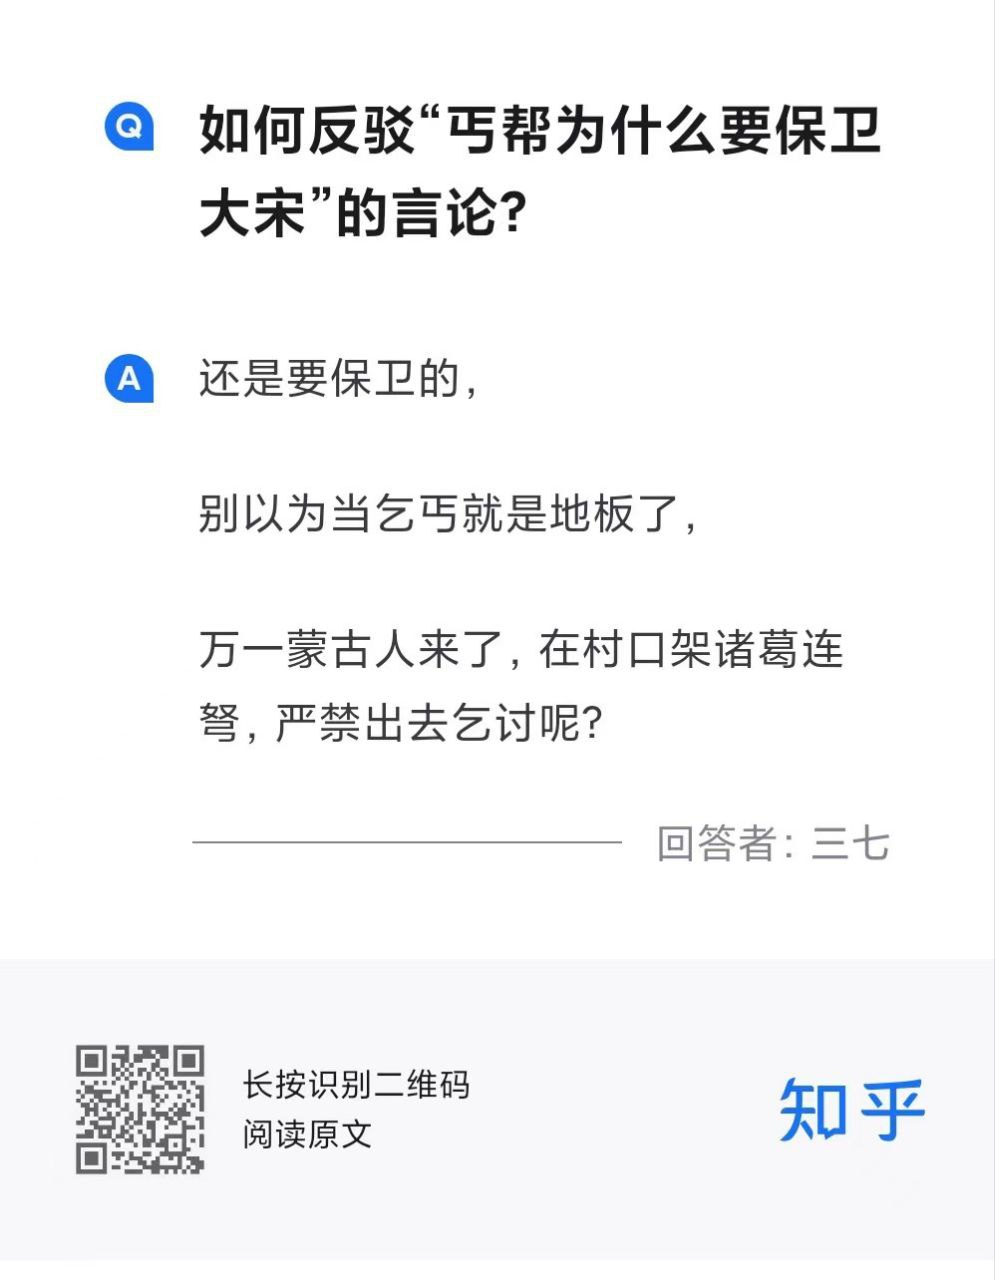 Q
如何反驳“丐帮为什么要保卫
大宋”的言论?
A
还是要保卫的,
别以为当乞丐就是地板了,
万一蒙古人来了, 在村口架诸葛连
弩, 严禁出去乞讨呢?
回答者: 三七
长按识别二维码
阅读原文
知乎